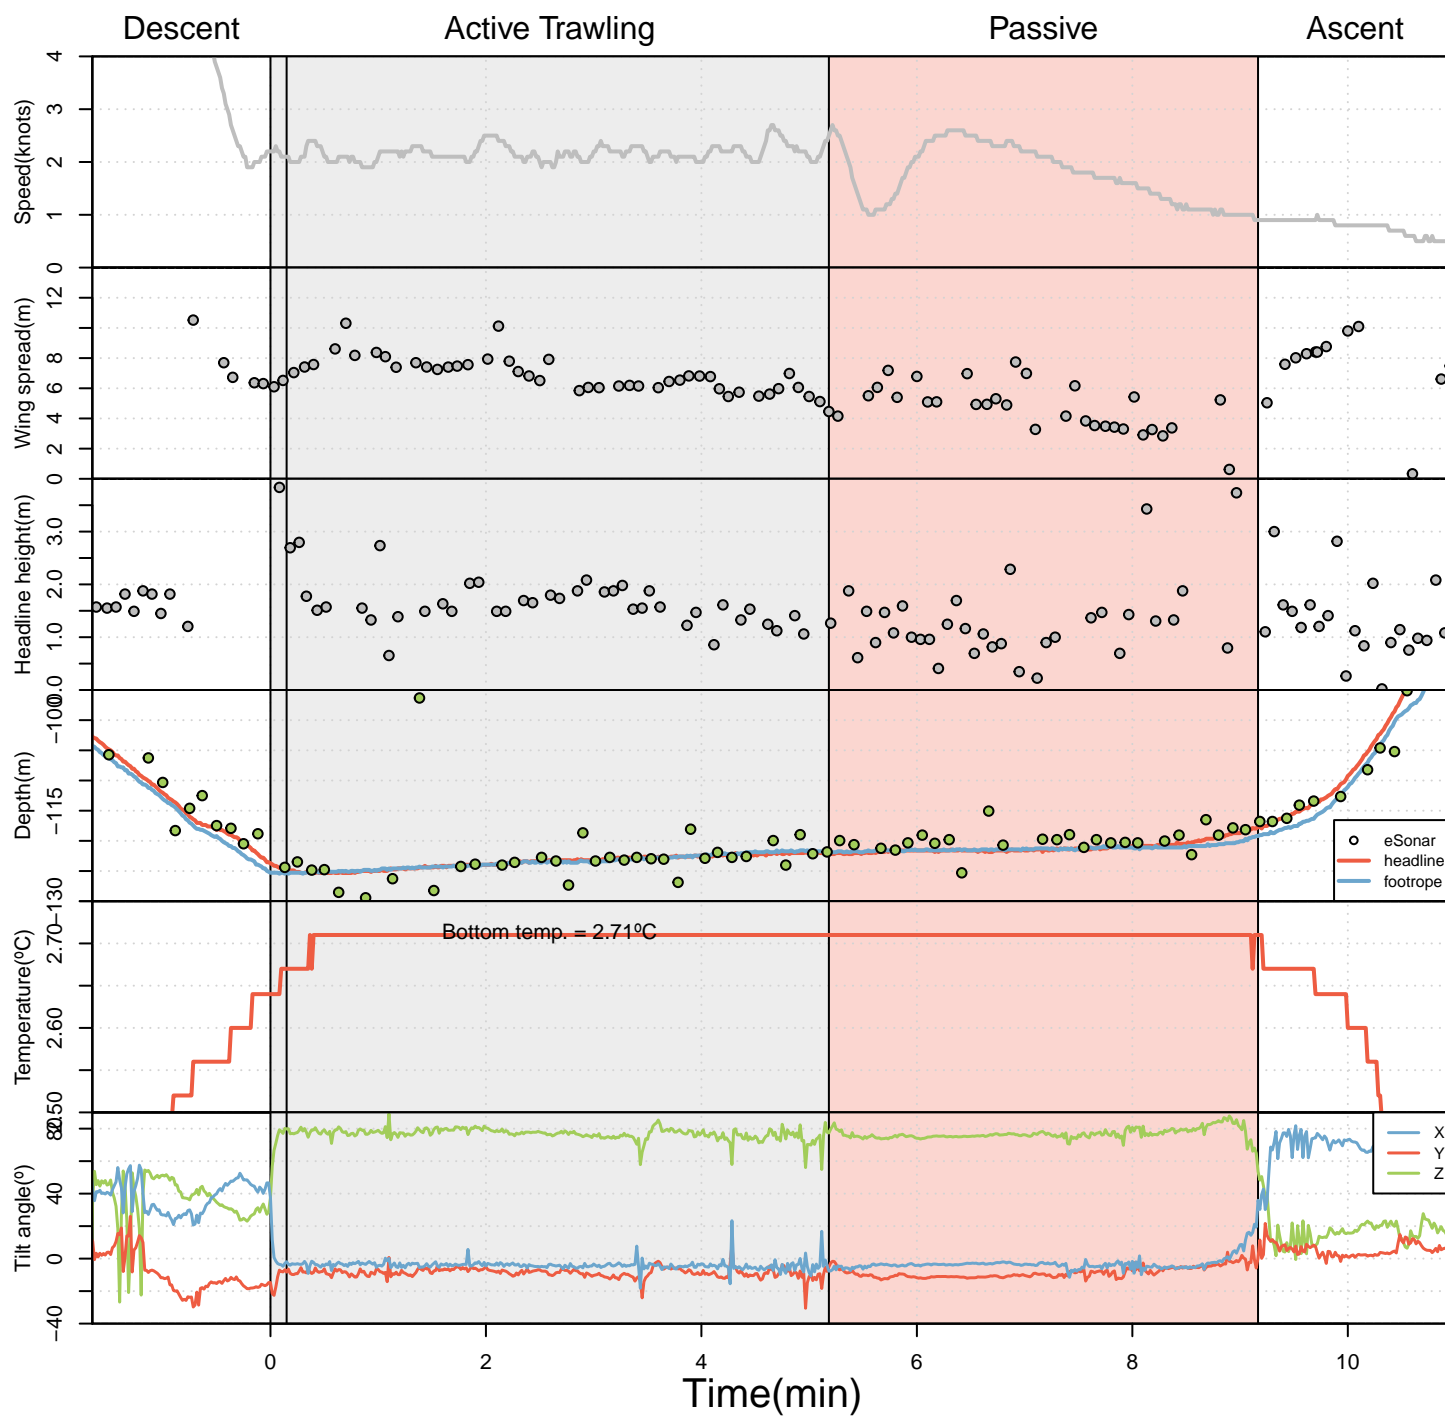 Descent Active Trawling Passive Ascent
Speed(knots)
4
3
2
1
0
Wing spread(m)
12
8
6
4
2
0
Headline height(m)
3.0
2.0
1.0
0.0
Depth(m)
−100
−115
−130
eSonar
headline
footrope
Temperature(ºC)
2.70
2.60
2.50
Bottom temp. = 2.71ºC
Tilt angle(º)
80
40
0
−40
X
Y
Z
0 2 4 6 8 10
Time(min)